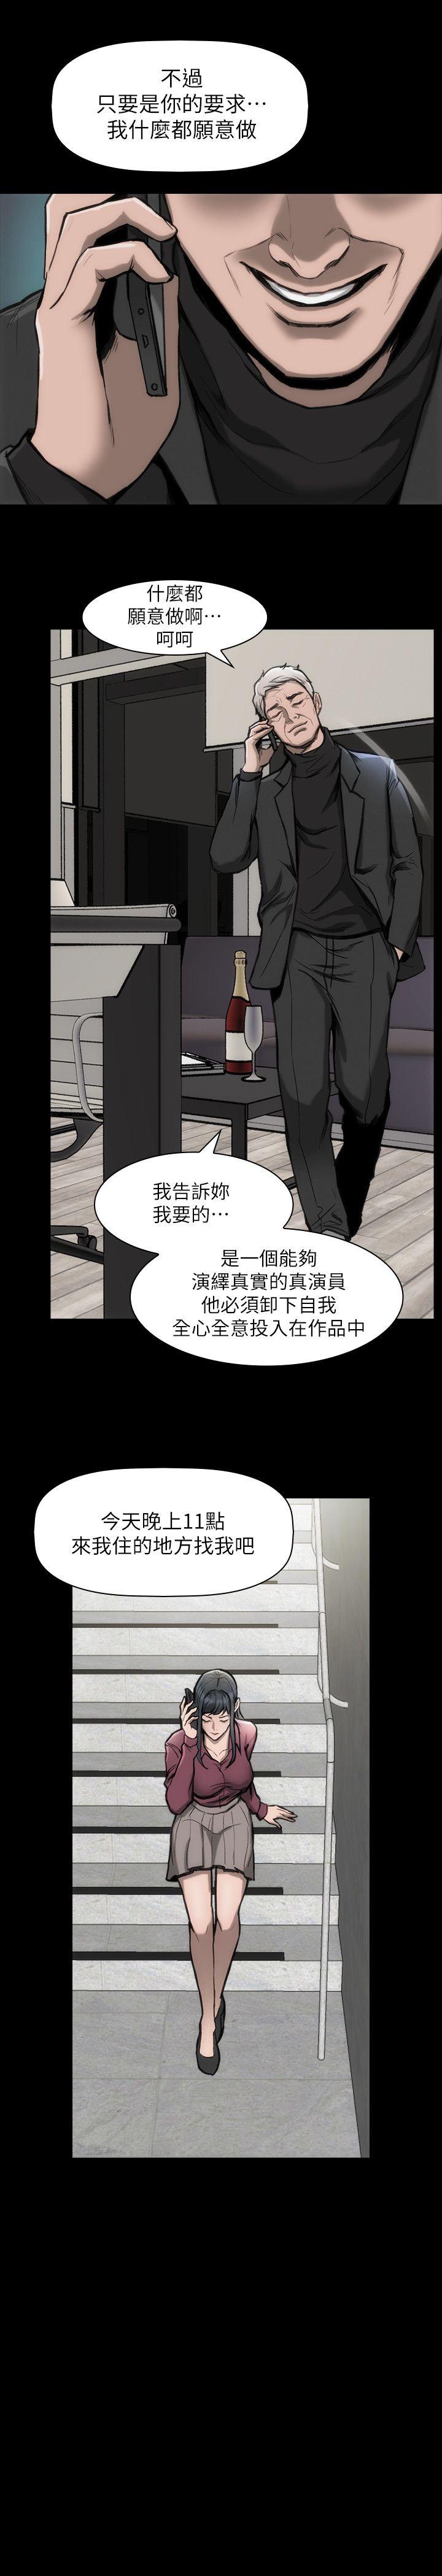 不過
只要是你的要求…
我什麼都願意做
什麼都
願意做啊…
呵呵
我告訴妳
我要的…
是一個能夠
演繹真實的真演員
他必須卸下自我
全心全意投入在作品中
今天晚上11點
來我住的地方找我吧